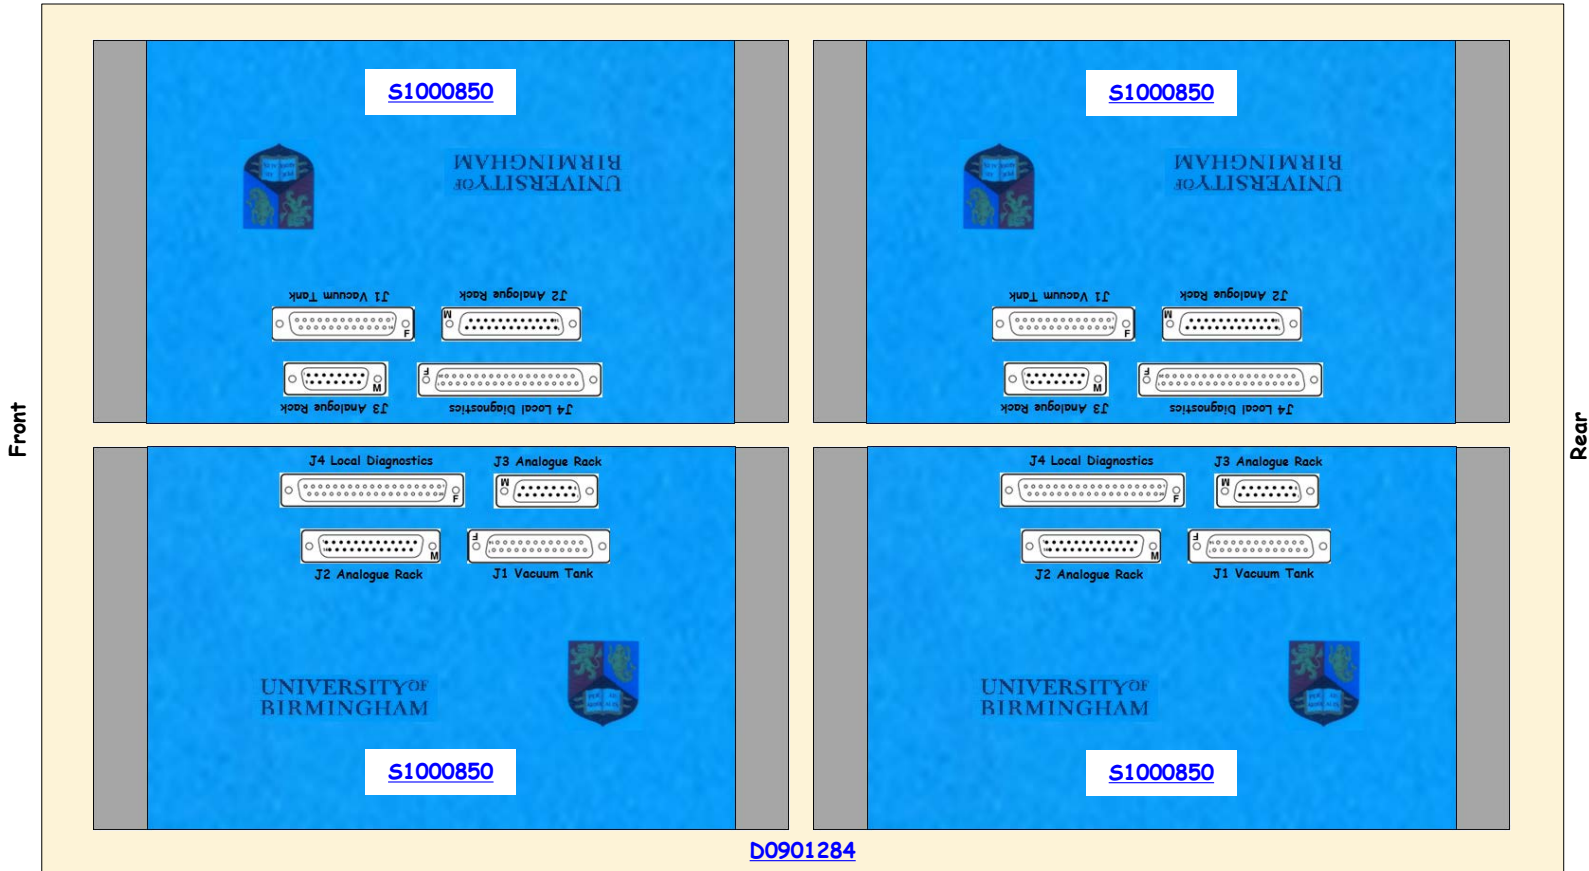 S1000850
S1000850
UNIVERSITY OF
BIRMINGHAM
UNIVERSITY OF
BIRMINGHAM
J1 Vacuum Tank
J2 Analogue Rack
J1 Vacuum Tank
J2 Analogue Rack
F
M
F
M
M
F
M
F
J3 Analogue Rack
J4 Local Diagnostics
J3 Analogue Rack
J4 Local Diagnostics
Front
Rear
J4 Local Diagnostics
J3 Analogue Rack
J4 Local Diagnostics
J3 Analogue Rack
F
M
F
M
M
F
M
F
J2 Analogue Rack
J1 Vacuum Tank
J2 Analogue Rack
J1 Vacuum Tank
UNIVERSITY OF
BIRMINGHAM
UNIVERSITY OF
BIRMINGHAM
S1000850
S1000850
D0901284